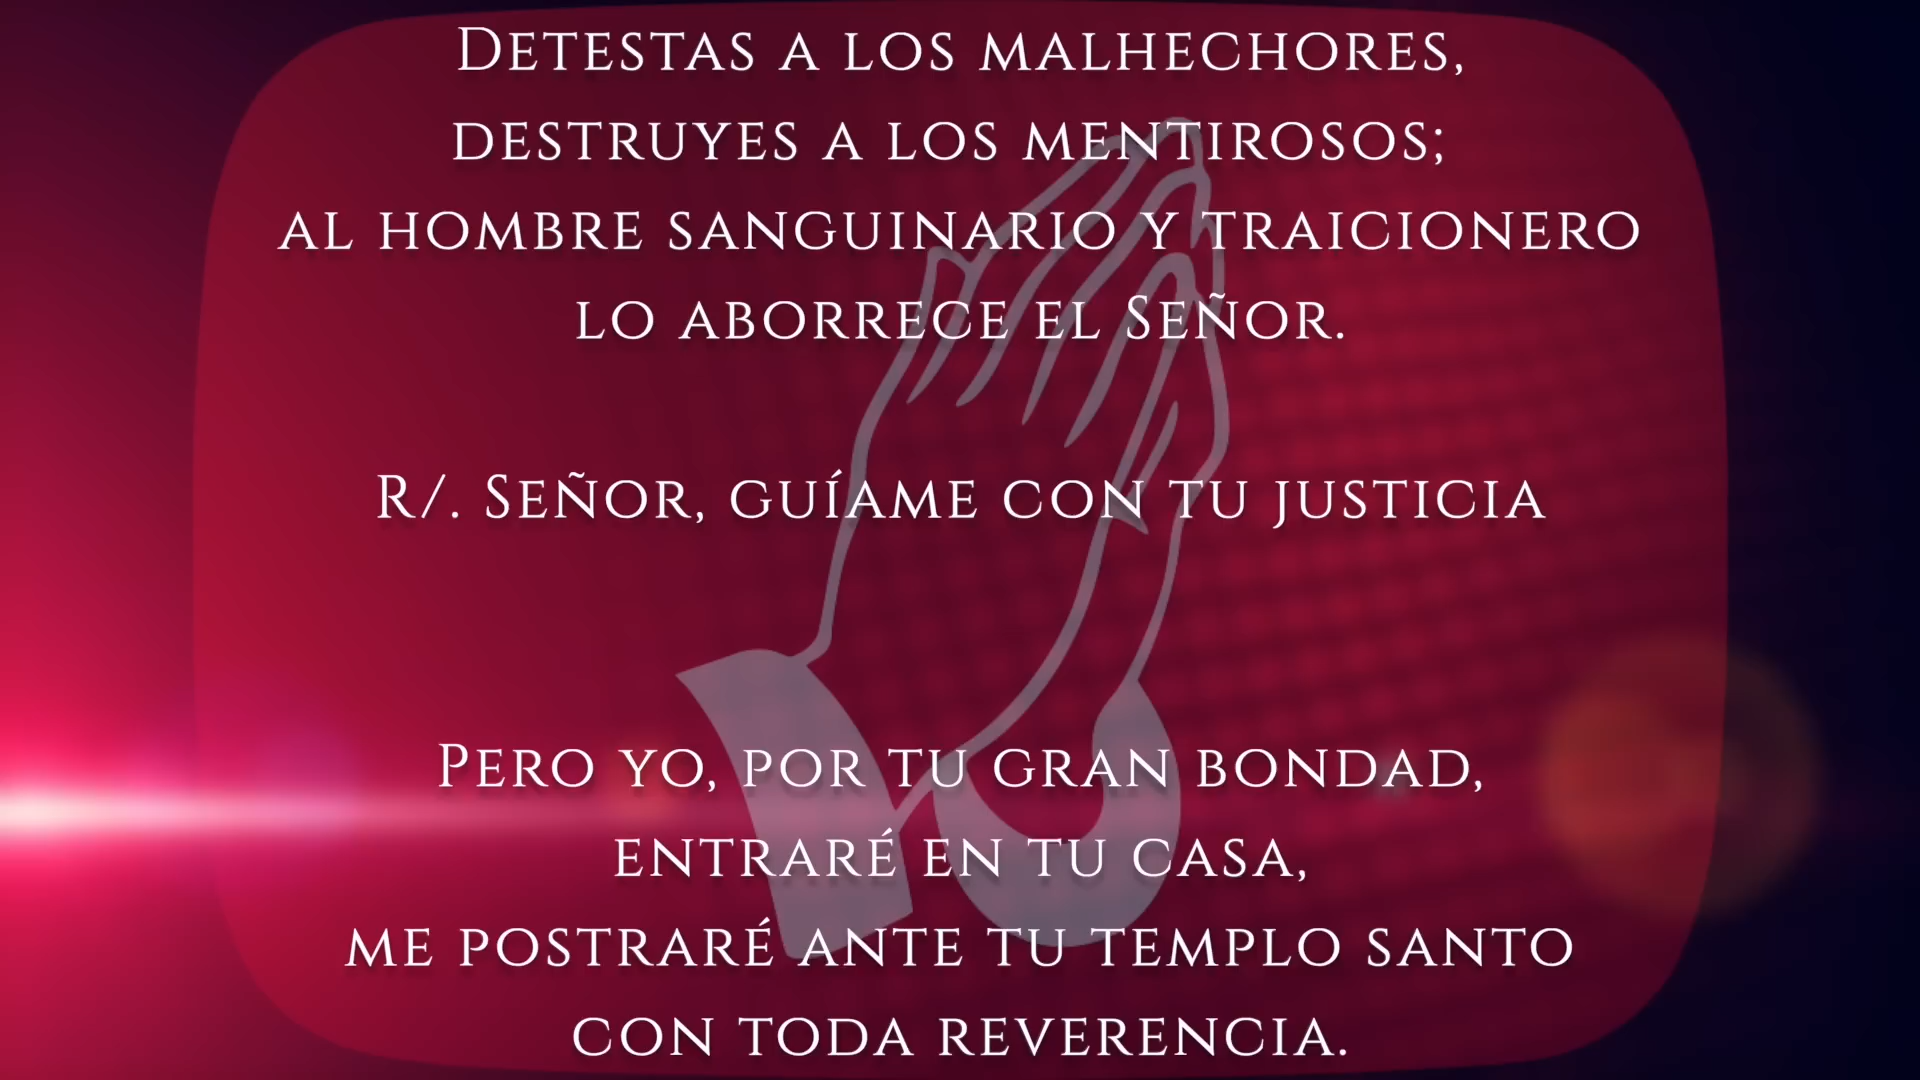 Detestas a los malhechores,
destruyes a los mentirosos;
al hombre sanguinario y traicionero
lo aborrece el Señor.
R/. Señor, guíame con tu justicia
Pero yo, por tu gran bondad,
entraré en tu casa,
me postraré ante tu templo santo
con toda reverencia.